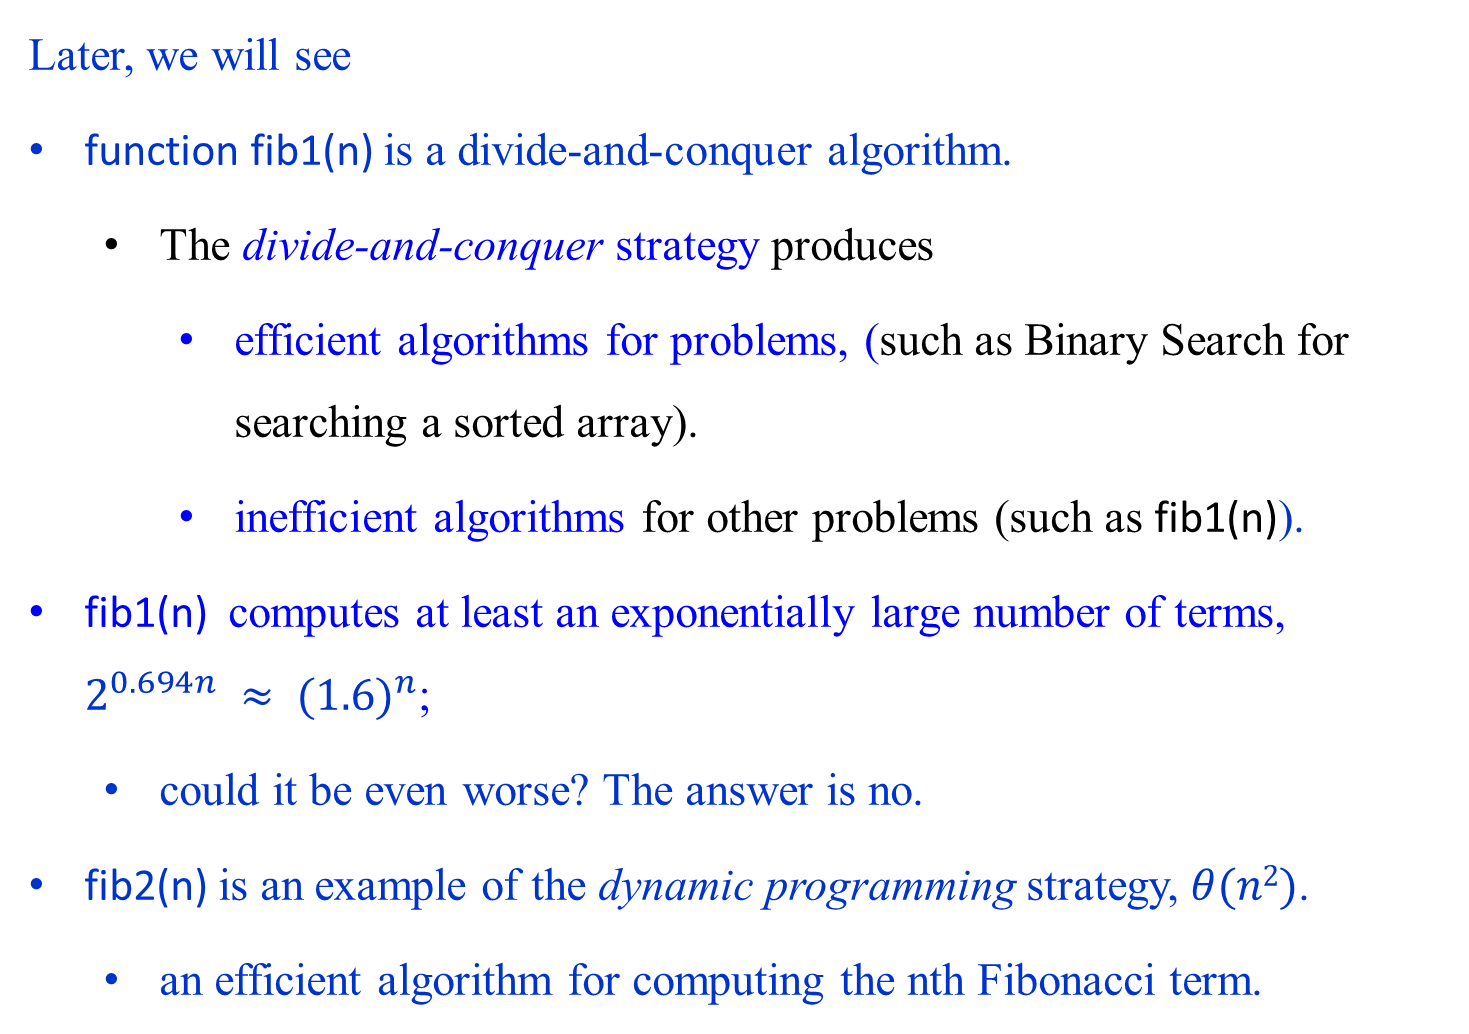 Later, we will see
• function fib1(n) is a divide-and-conquer algorithm.
• The divide-and-conquer strategy produces
• efficient algorithms for problems, (such as Binary Search for
searching a sorted array).
• inefficient algorithms for other problems (such as fib1(n)).
• fib1(n) computes at least an exponentially large number of terms,
2^{0.694n} ≈ (1.6)^n;
• could it be even worse? The answer is no.
• fib2(n) is an example of the dynamic programming strategy, θ(n²).
• an efficient algorithm for computing the nth Fibonacci term.